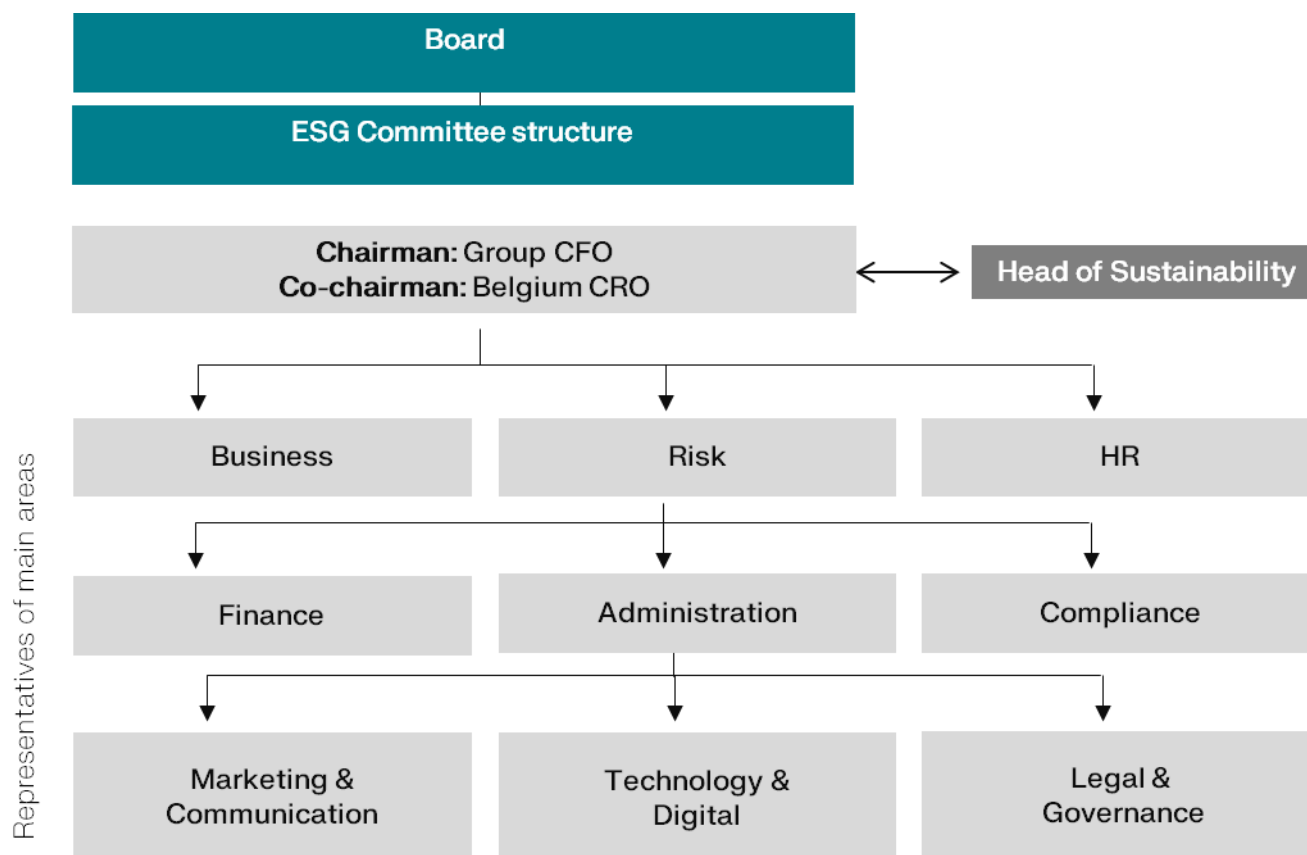 Board
ESG Committee structure
Chairman: Group CFO
Co-chairman: Belgium CRO
Head of Sustainability
Representatives of main areas
Business
Risk
HR
Finance
Administration
Compliance
Marketing &
Communication
Technology &
Digital
Legal &
Governance